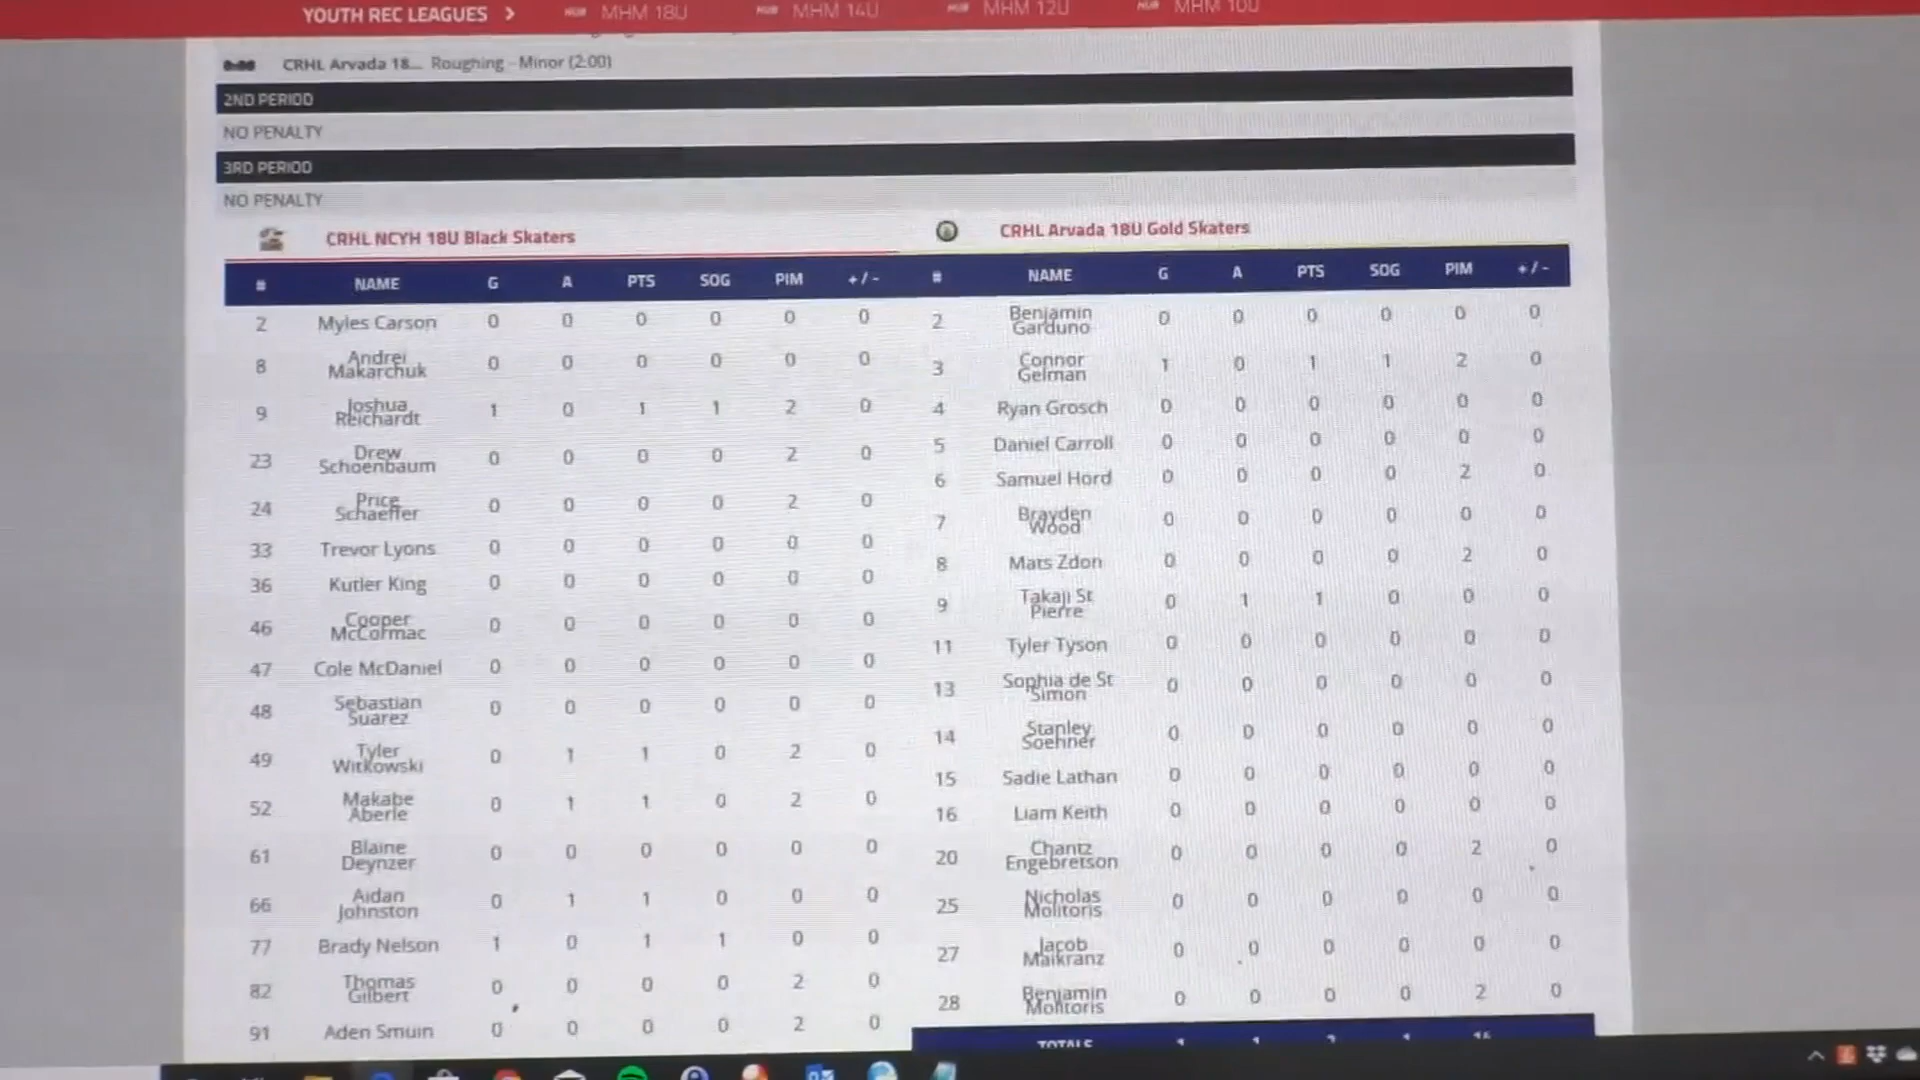 YOUTH REC LEAGUES > HUB MHM 18U HUB MHM 14U HUB MHM 12U HUB MHM 10U
CRHL Arvada 18... Roughing - Minor (2:00)
2ND PERIOD
NO PENALTY
3RD PERIOD
NO PENALTY
CRHL NCYH 18U Black Skaters
# NAME G A PTS SOG PIM +/-
2 Myles Carson 0 0 0 0 0 0
8 Andrei Makarchuk 0 0 0 0 0 0
9 Joshua Reichardt 1 0 1 1 2 0
23 Drew Schoenbaum 0 0 0 0 2 0
24 Price Schaeffer 0 0 0 0 2 0
33 Trevor Lyons 0 0 0 0 0 0
36 Kutler King 0 0 0 0 0 0
46 Cooper McCormac 0 0 0 0 0 0
47 Cole McDaniel 0 0 0 0 0 0
48 Sebastian Suarez 0 0 0 0 0 0
49 Tyler Witkowski 0 1 1 0 2 0
52 Makabe Aberle 0 1 1 0 2 0
61 Blaine Deynzer 0 0 0 0 0 0
66 Aidan Johnston 0 1 1 0 0 0
77 Brady Nelson 1 0 1 1 0 0
82 Thomas Gilbert 0 0 0 0 2 0
91 Aden Smuin 0 0 0 0 2 0
CRHL Arvada 18U Gold Skaters
# NAME G A PTS SOG PIM +/-
2 Benjamin Garduno 0 0 0 0 0 0
3 Connor Gelman 1 0 1 1 2 0
4 Ryan Grosch 0 0 0 0 0 0
5 Daniel Carroll 0 0 0 0 0 0
6 Samuel Hord 0 0 0 0 2 0
7 Brayden Wood 0 0 0 0 0 0
8 Mats Zdon 0 0 0 0 2 0
9 Takaji St Pierre 0 1 1 0 0 0
11 Tyler Tyson 0 0 0 0 0 0
13 Sophia de St Simon 0 0 0 0 0 0
14 Stanley Soehner 0 0 0 0 0 0
15 Sadie Lathan 0 0 0 0 0 0
16 Liam Keith 0 0 0 0 0 0
20 Chantz Engebretson 0 0 0 0 2 0
25 Nicholas Molitoris 0 0 0 0 0 0
27 Jacob Maikranz 0 0 0 0 0 0
28 Benjamin Molitoris 0 0 0 0 2 0
TOTALS